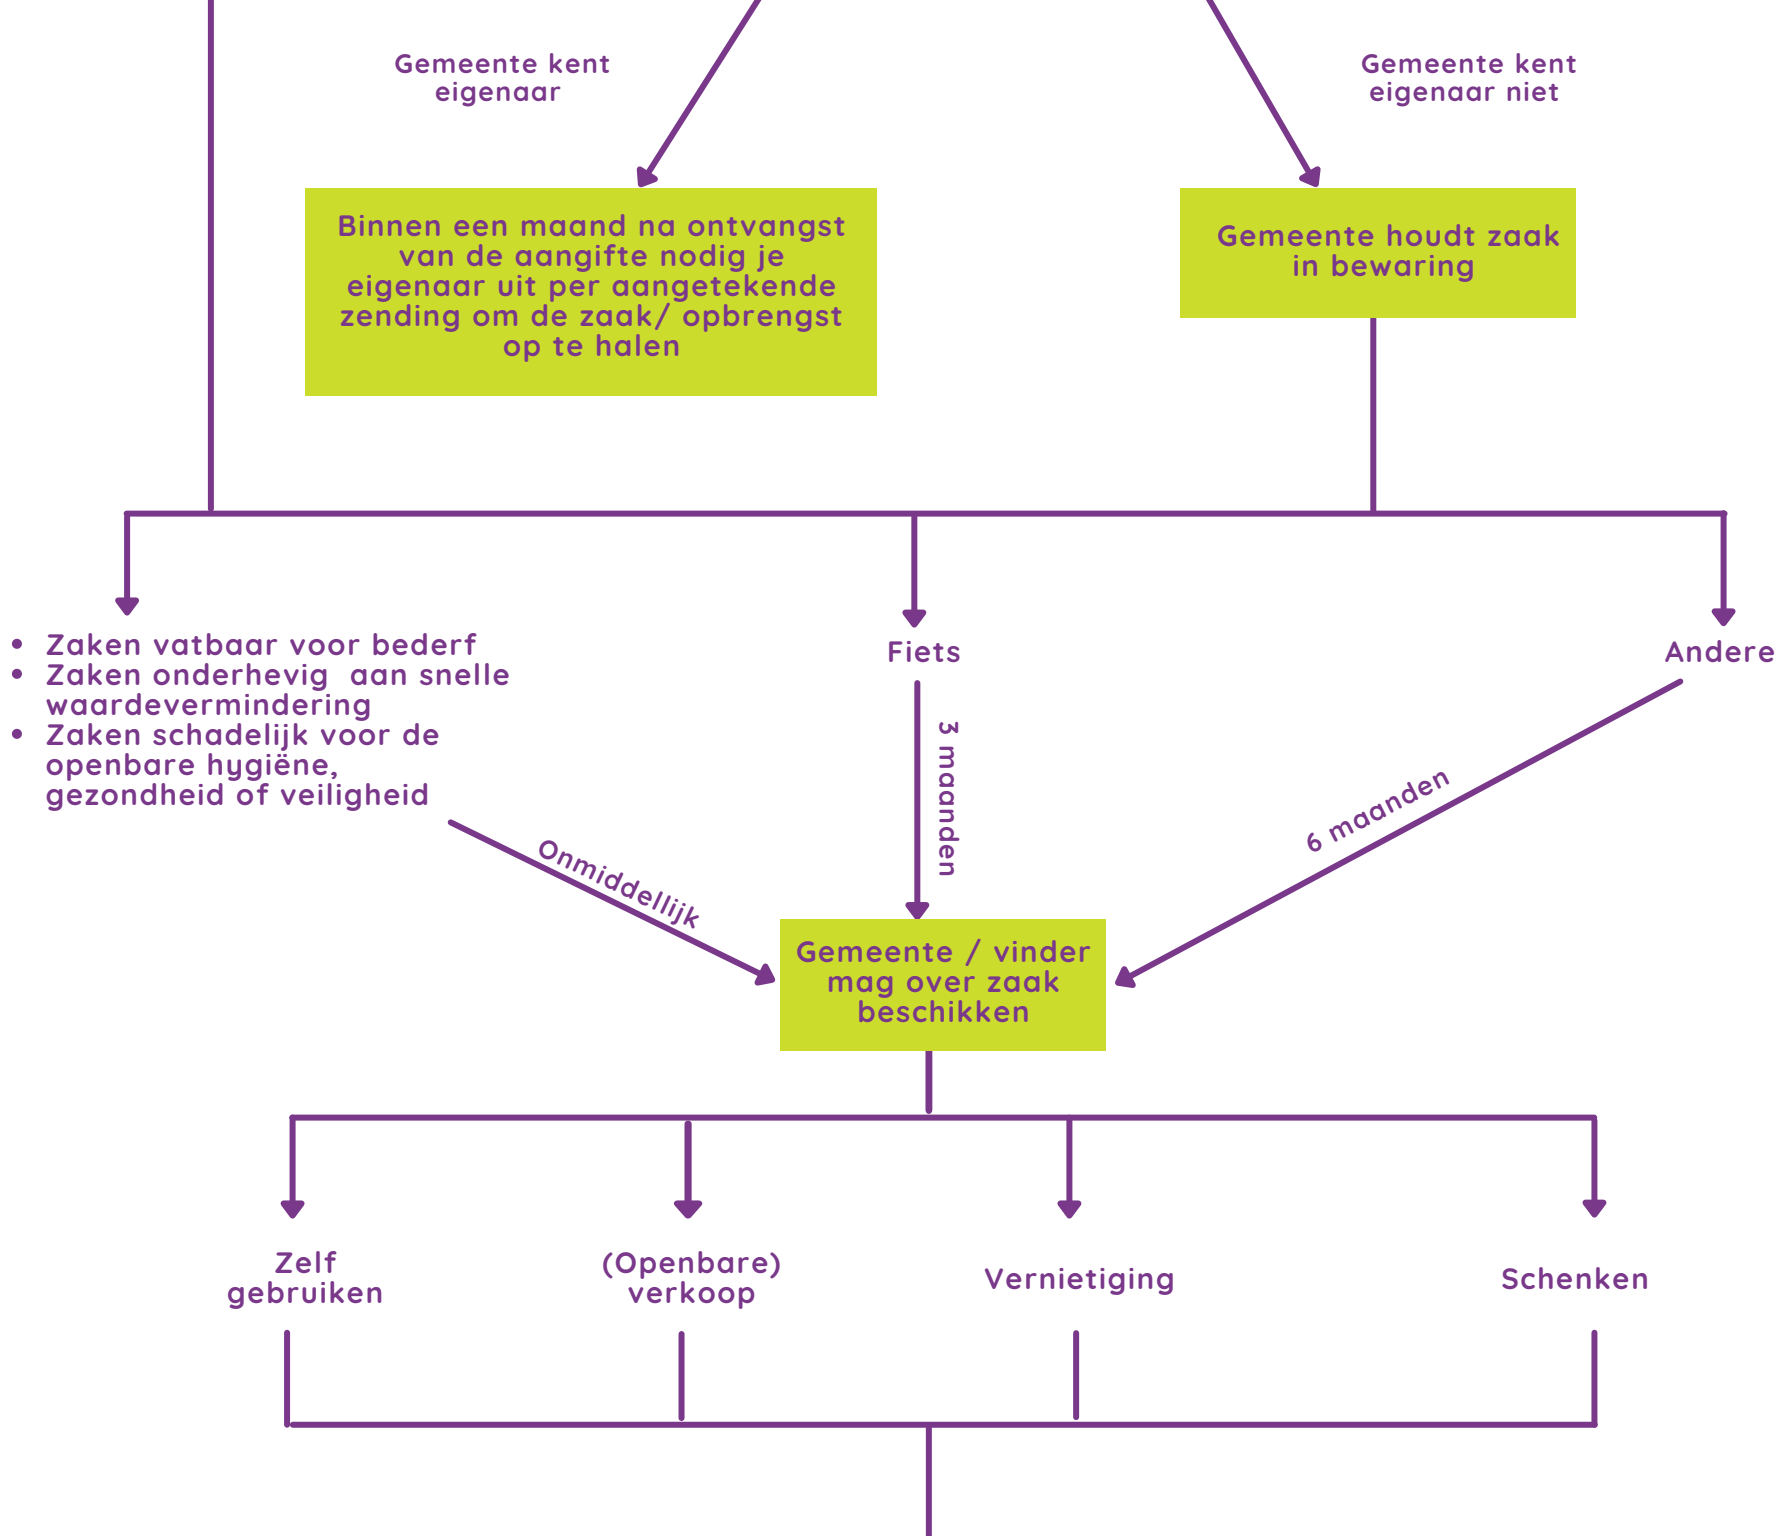 Gemeente kent
eigenaar
Gemeente kent
eigenaar niet
Binnen een maand na ontvangst
van de aangifte nodig je
eigenaar uit per aangetekende
zending om de zaak/ opbrengst
op te halen
Gemeente houdt zaak
in bewaring
• Zaken vatbaar voor bederf
• Zaken onderhevig  aan snelle
waardevermindering
• Zaken schadelijk voor de
openbare hygiëne,
gezondheid of veiligheid
Fiets
Andere
Onmiddellijk
3 maanden
6 maanden
Gemeente / vinder
mag over zaak
beschikken
Zelf
gebruiken
(Openbare)
verkoop
Vernietiging
Schenken